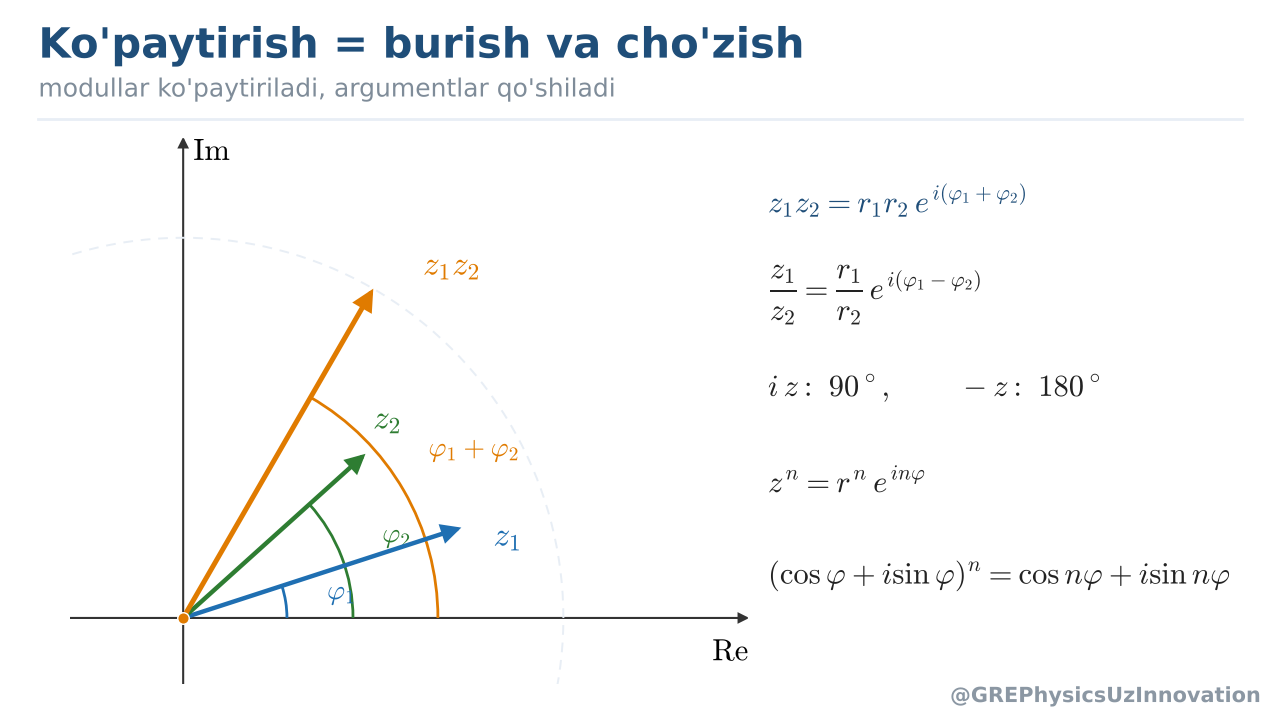 Ko'paytirish = burish va cho'zish
modullar ko'paytiriladi, argumentlar qo'shiladi
Im
z₁z₂
z₂
φ₁ + φ₂
φ₂
z₁
φ₁
Re
z₁z₂ = r₁r₂ e^{i(φ₁ + φ₂)}
z₁/z₂ = r₁/r₂ e^{i(φ₁ − φ₂)}
i z : 90°, − z : 180°
zⁿ = rⁿ e^{inφ}
(cos φ + i sin φ)ⁿ = cos nφ + i sin nφ
@GREPhysicsUzInnovation